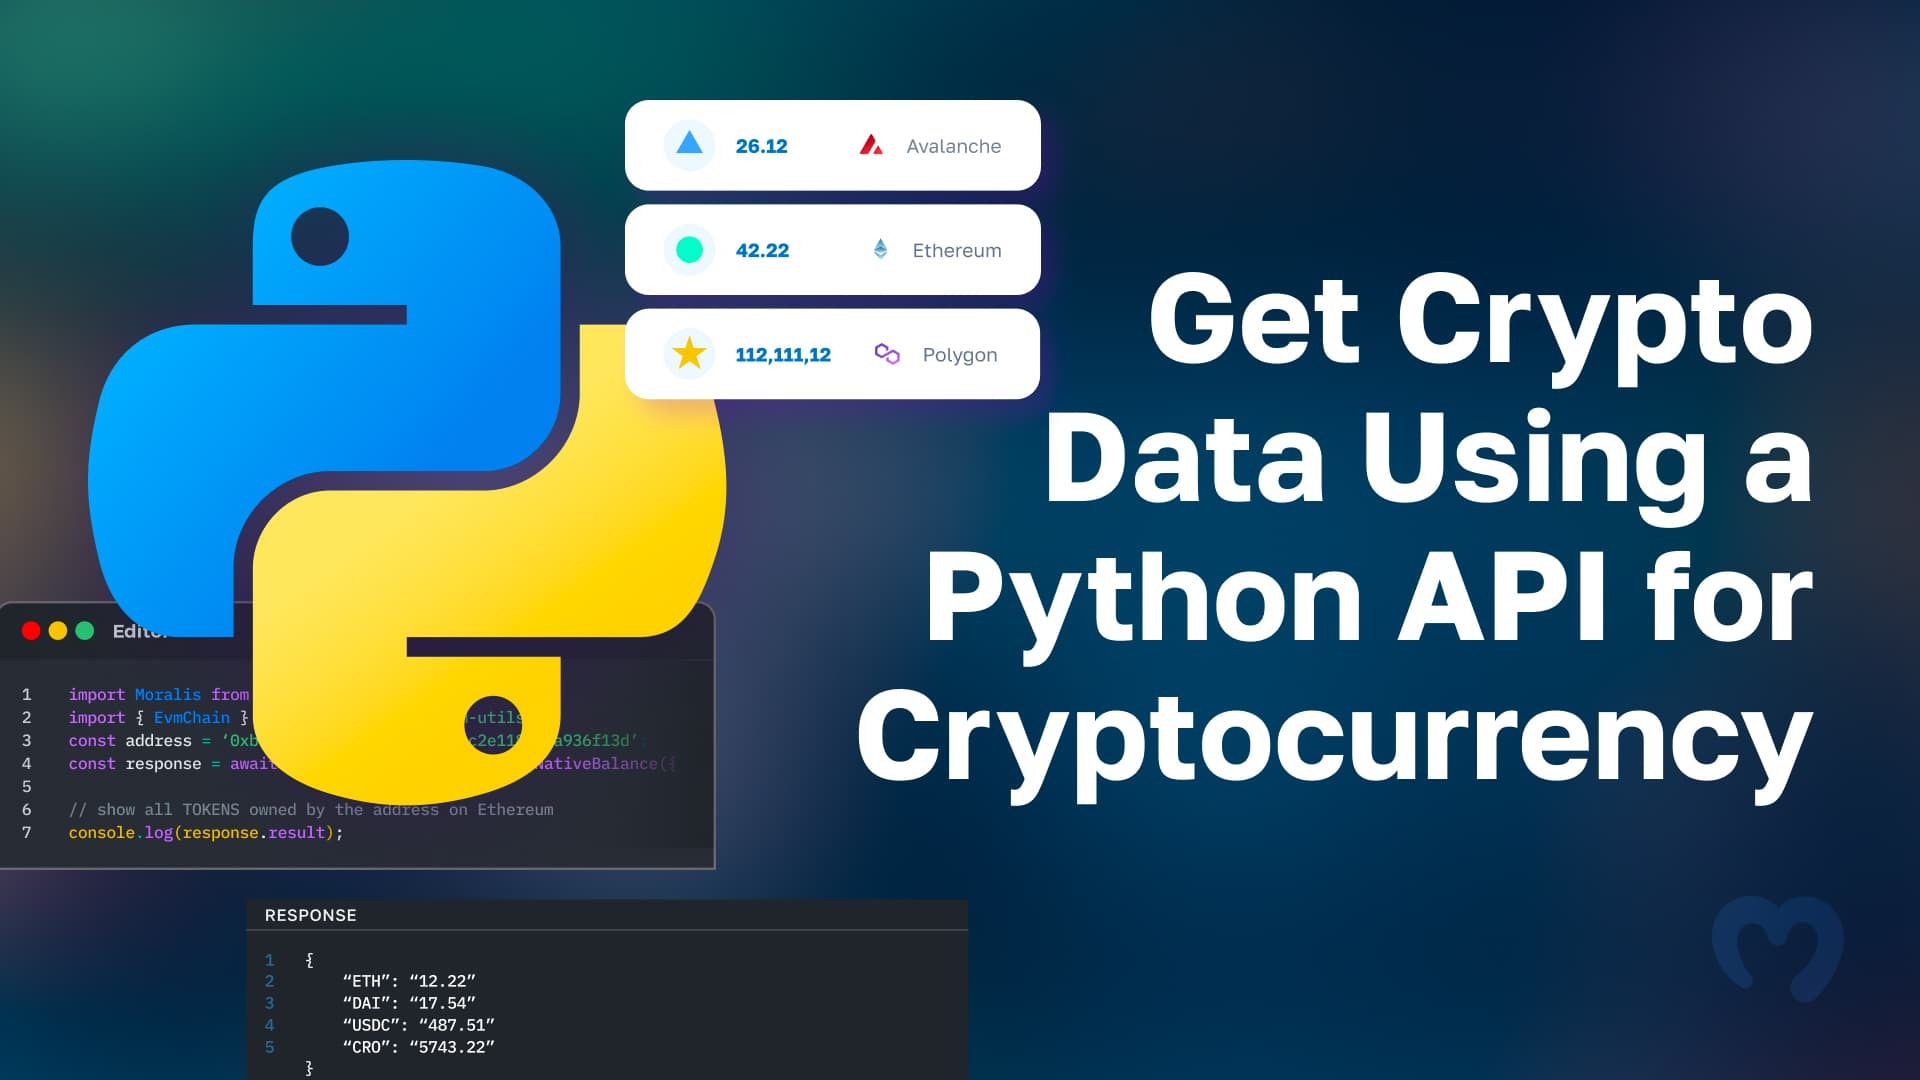 26.12 Avalanche
42.22 Ethereum
112,111,12 Polygon
Get Crypto
Data Using a
Python API for
Cryptocurrency
1 import Moralis from
2 import { EvmChain } -utils
3 const address = ‘0xb c2e11 a936f13d’;
4 const response = await NativeBalance({
5
6 // show all TOKENS owned by the address on Ethereum
7 console.log(response.result);
RESPONSE
1 {
2 “ETH”: “12.22”
3 “DAI”: “17.54”
4 “USDC”: “487.51”
5 “CRO”: “5743.22”
}